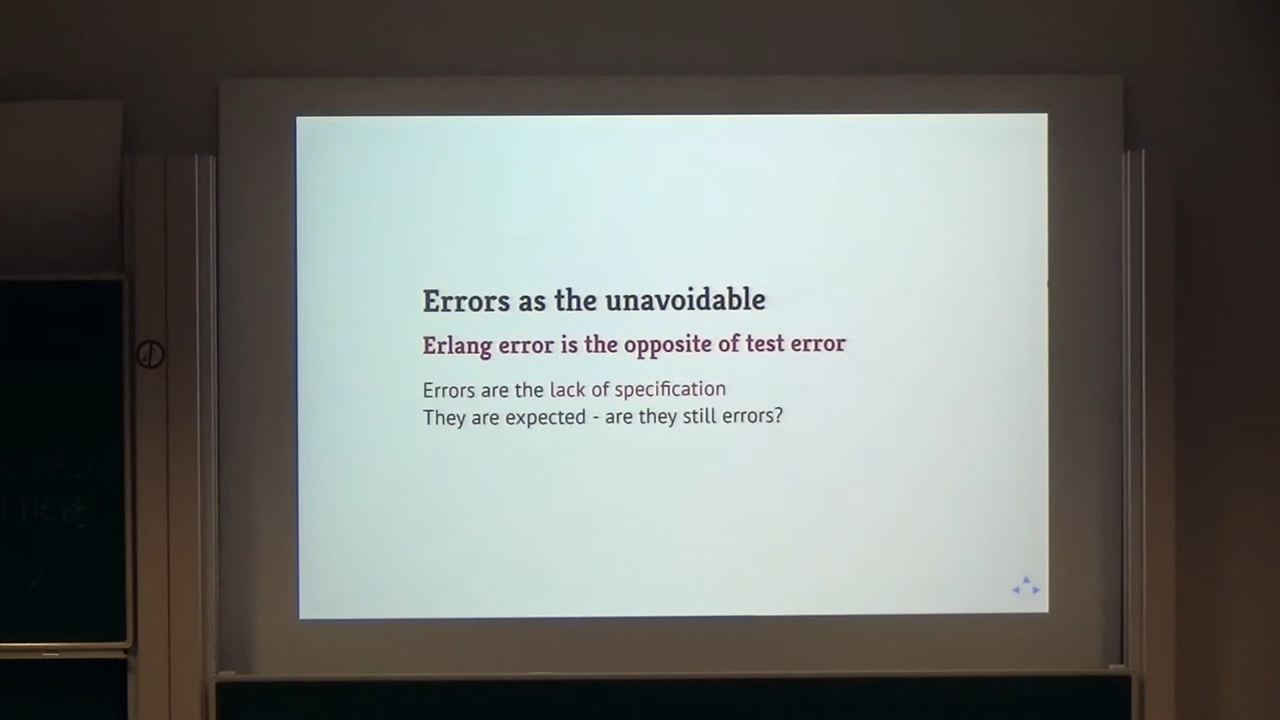 Errors as the unavoidable
Erlang error is the opposite of test error
Errors are the lack of specification
They are expected - are they still errors?